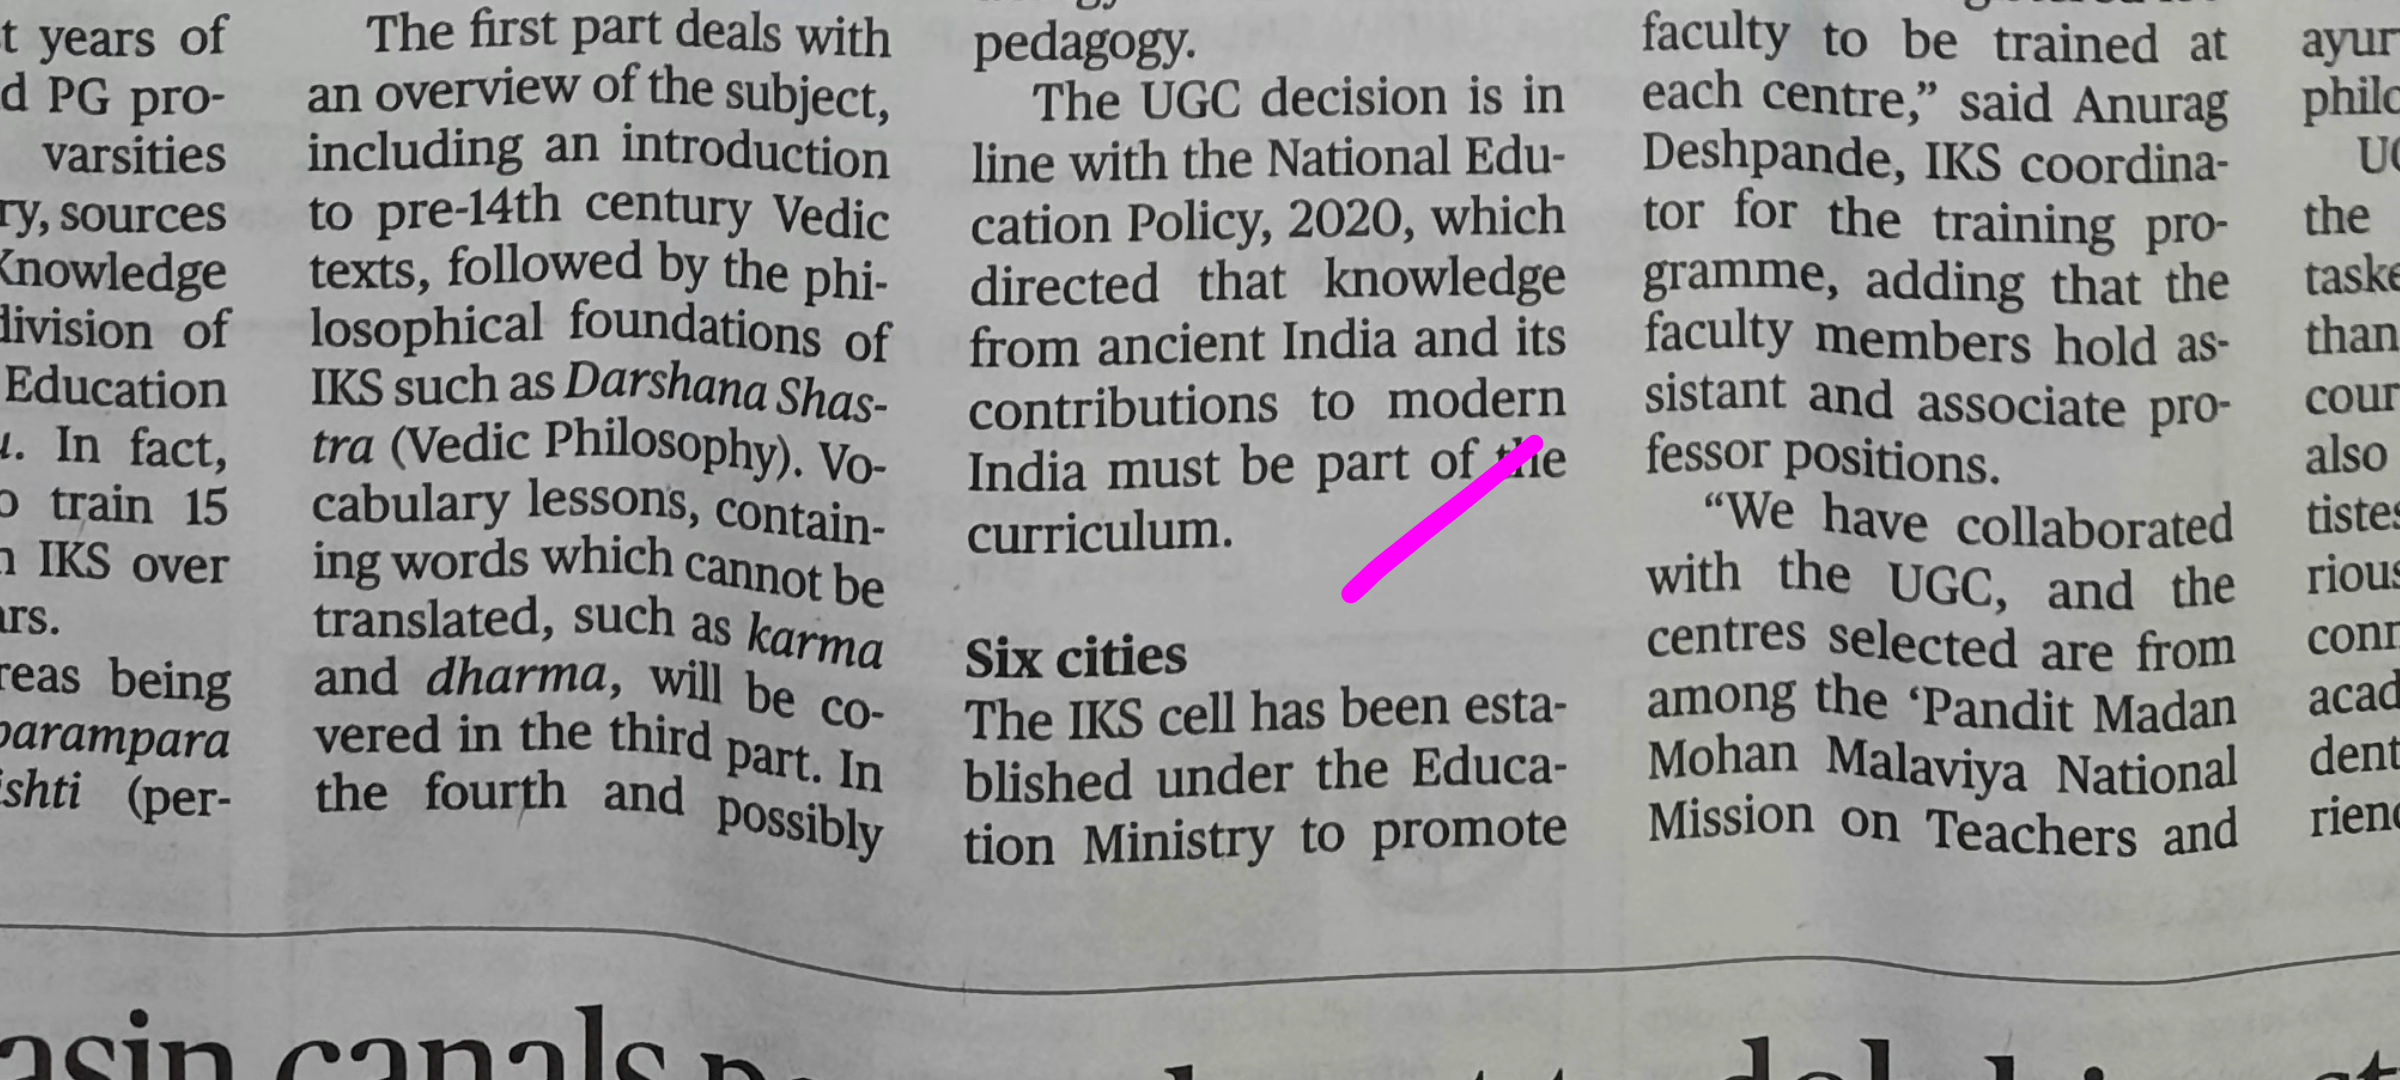 t years of
d PG pro-
varsities
ry, sources
Knowledge
division of
Education
In fact,
train 15
IKS over
reas being
parampara
(per-
The first part deals with
an overview of the subject,
including an introduction
to pre-14th century Vedic
texts, followed by the phi-
losophical foundations of
IKS such as Darshana Shas-
tra (Vedic Philosophy). Vo-
cabulary lessons, contain-
ing words which cannot be
translated, such as karma
and dharma, will be co-
vered in the third part. In
the fourth and possibly
pedagogy.
The UGC decision is in
line with the National Edu-
cation Policy, 2020, which
directed that knowledge
from ancient India and its
contributions to modern
India must be part of the
curriculum.
Six cities
The IKS cell has been esta-
blished under the Educa-
tion Ministry to promote
faculty to be trained at
each centre,” said Anurag
Deshpande, IKS coordina-
tor for the training pro-
gramme, adding that the
faculty members hold as-
sistant and associate pro-
fessor positions.
“We have collaborated
with the UGC, and the
centres selected are from
among the ‘Pandit Madan
Mohan Malaviya National
Mission on Teachers and
the
than
also
asin canals